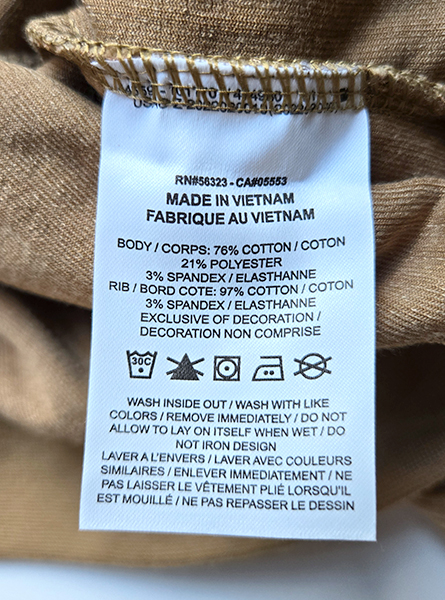 RN#56323 - CA#05553
MADE IN VIETNAM
FABRIQUE AU VIETNAM
BODY / CORPS: 76% COTTON / COTON
21% POLYESTER
3% SPANDEX / ELASTHANNE
RIB / BORD COTE: 97% COTTON / COTON
3% SPANDEX / ELASTHANNE
EXCLUSIVE OF DECORATION /
DECORATION NON COMPRISE
30C
WASH INSIDE OUT / WASH WITH LIKE
COLORS / REMOVE IMMEDIATELY / DO NOT
ALLOW TO LAY ON ITSELF WHEN WET / DO
NOT IRON DESIGN
LAVER A L'ENVERS / LAVER AVEC COULEURS
SIMILAIRES / ENLEVER IMMEDIATEMENT / NE
PAS LAISSER LE VÊTEMENT PLIÉ LORSQU'IL
EST MOUILLÉ / NE PAS REPASSER LE DESSIN